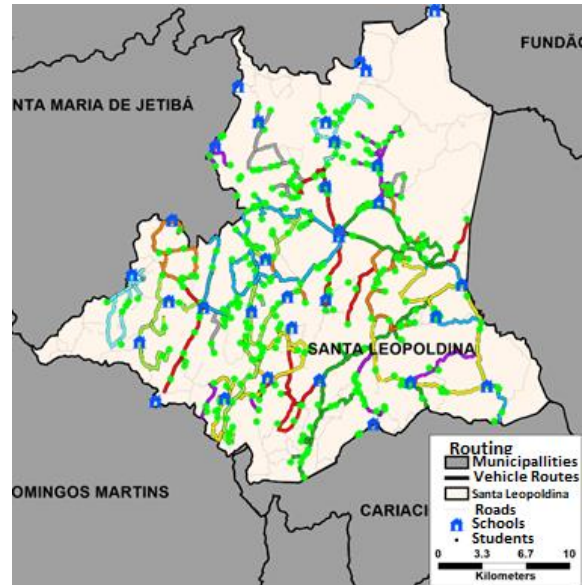 FUNDÃO
NTA MARIA DE JETIBÁ
SANTA LEOPOLDINA
OMINGOS MARTINS
CARIACI
Routing
Municipallities
Vehicle Routes
Santa Leopoldina
Roads
Schools
Students
0 3.3 6.7 10
Kilometers